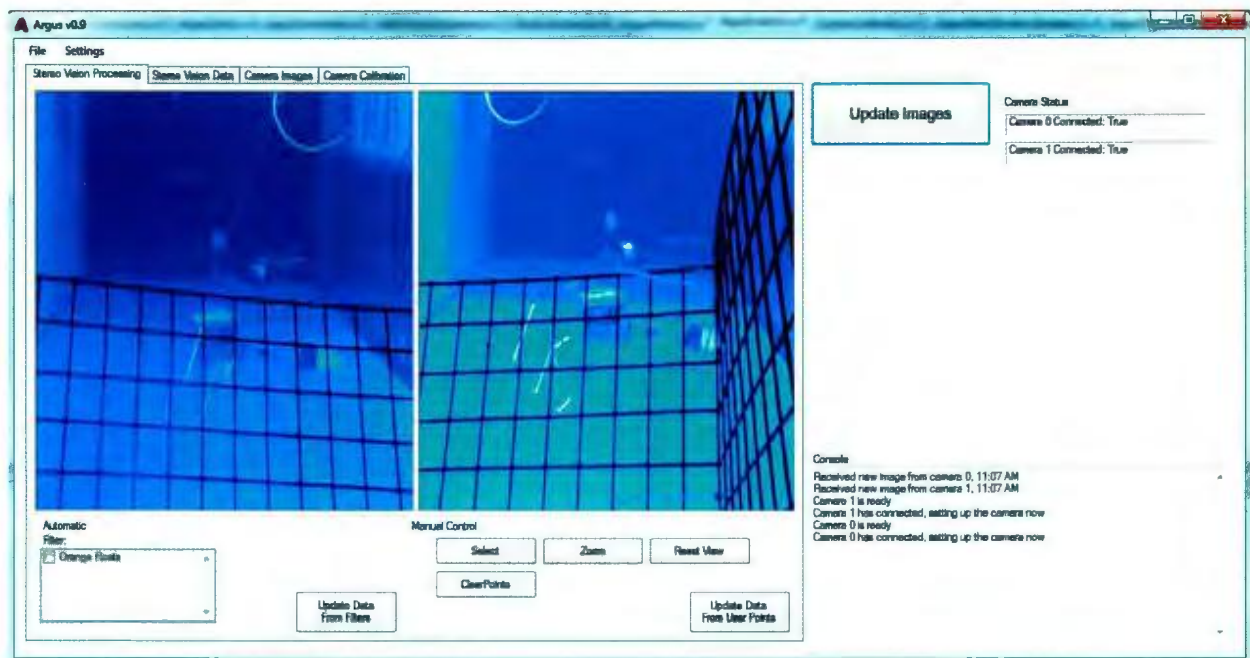 Argus v0.9
File Settings
Stereo Vision Processing Stereo Vision Data Camera Images Camera Calibration
Update Images
Camera Status
Camera 0 Connected: True
Camera 1 Connected: True
Console
Received new image from camera 0, 11:07 AM
Received new image from camera 1, 11:07 AM
Camera 1 is ready
Camera 1 has connected, setting up the camera now
Camera 0 is ready
Camera 0 has connected, setting up the camera now
Automatic
Filter:
Orange Floats
Update Data
From Filters
Manual Control
Select Zoom Reset View
ClearPoints
Update Data
From User Points